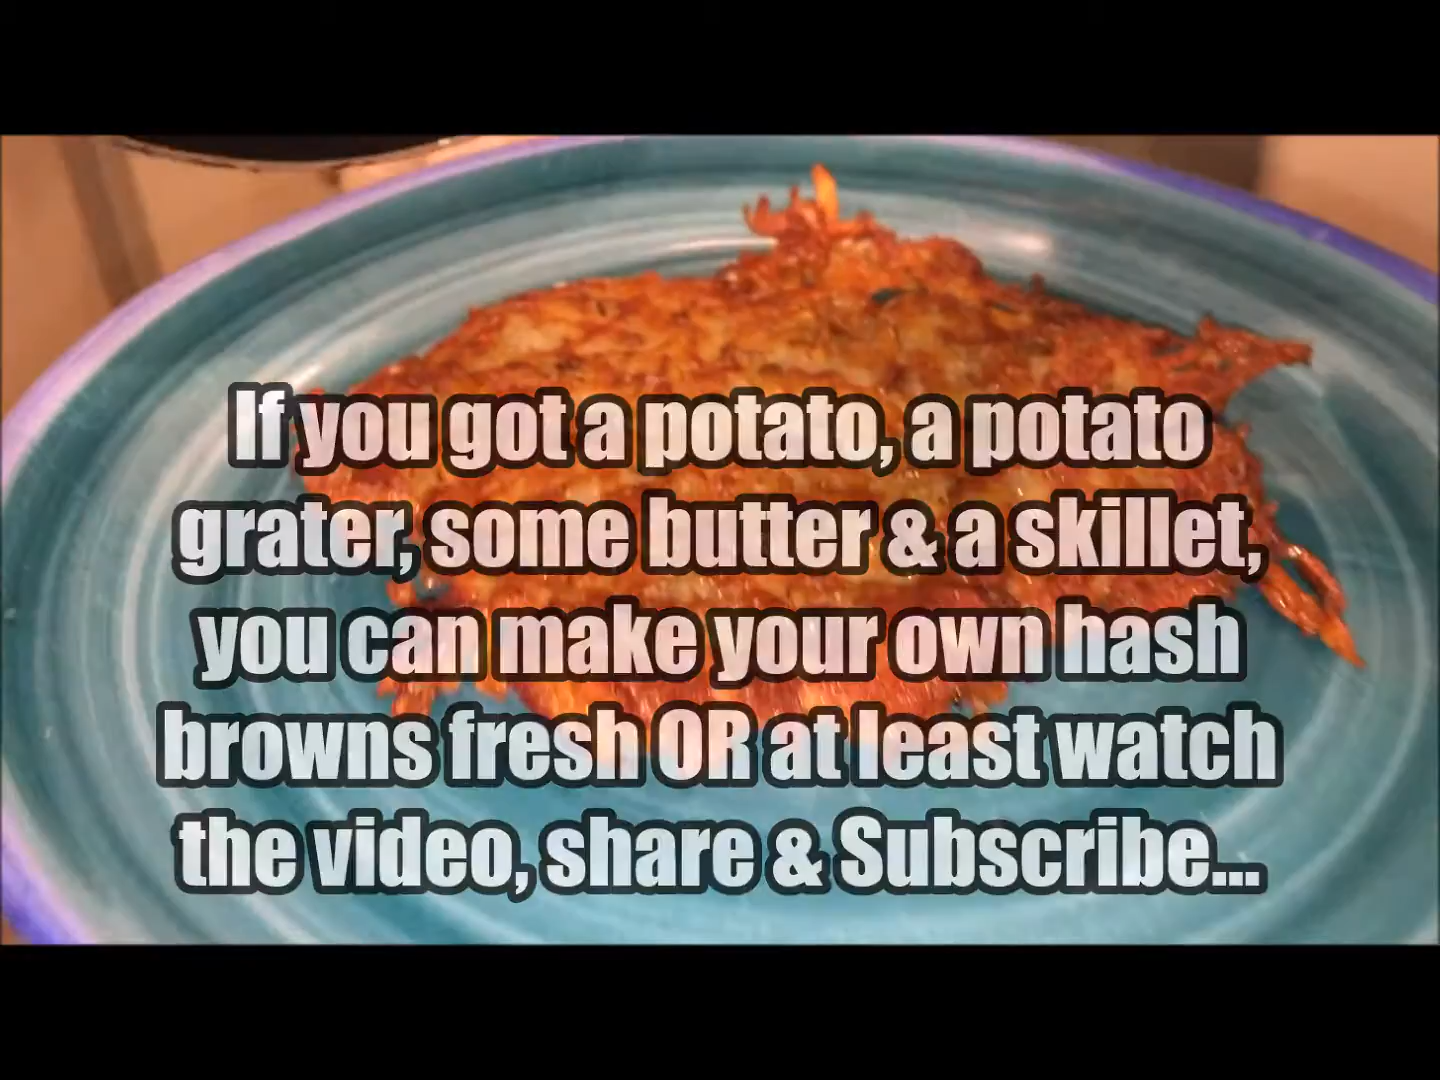 If you got a potato, a potato
grater, some butter & a skillet,
you can make your own hash
browns fresh OR at least watch
the video, share & Subscribe...